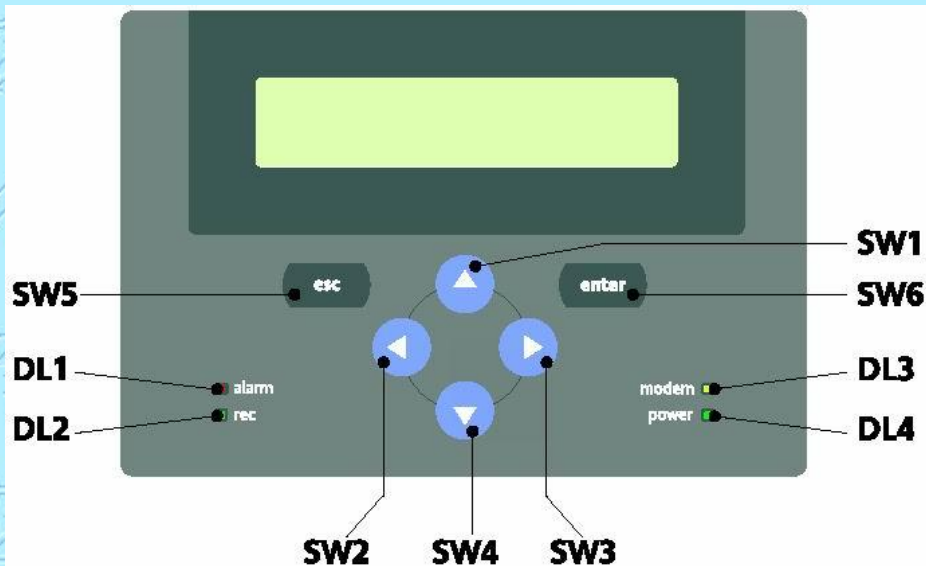 SW1
esc
enter
SW5
SW6
DL1
alarm
modem
DL3
DL2
rec
power
DL4
SW2
SW4
SW3